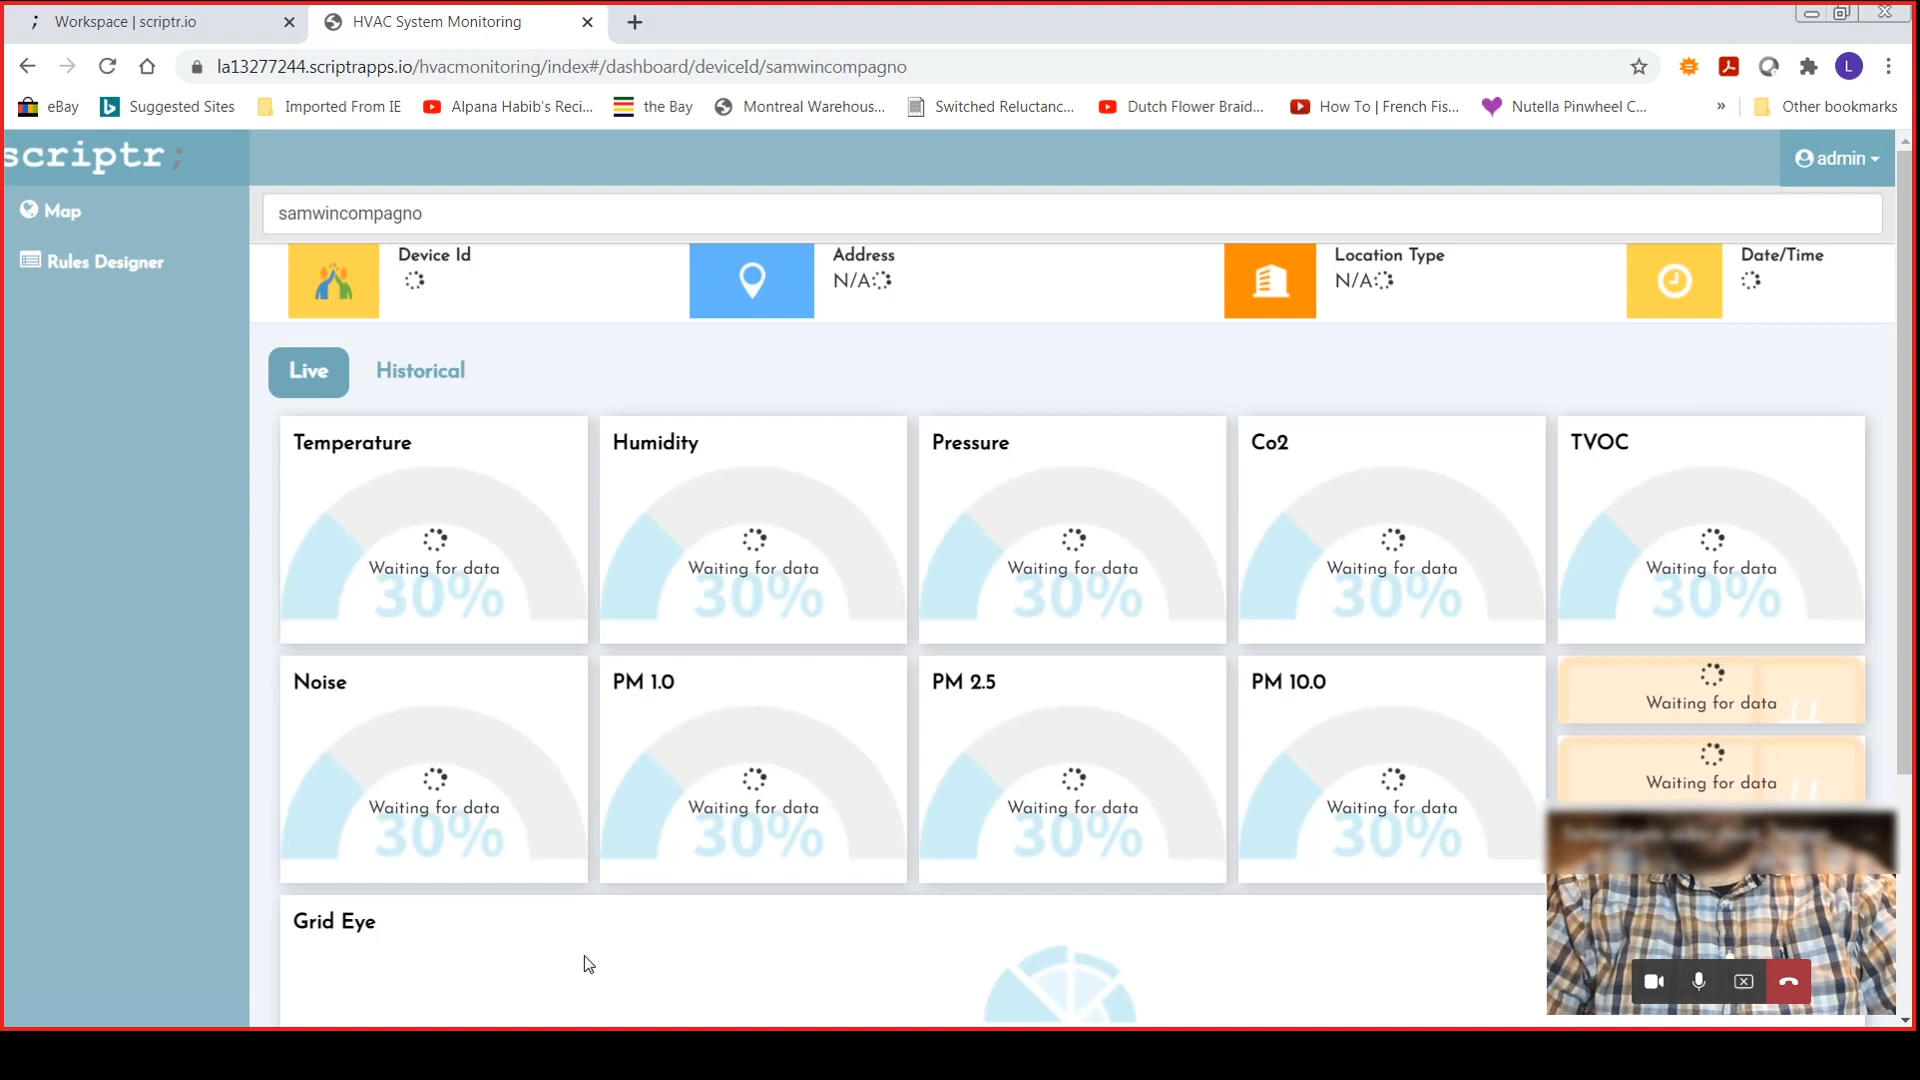 ; Workspace | scriptr.io
HVAC System Monitoring
la13277244.scriptrapps.io/hvacmonitoring/index#/dashboard/deviceId/samwincompagno
L
eBay
Suggested Sites
Imported From IE
Alpana Habib's Reci...
the Bay
Montreal Warehous...
Switched Reluctanc...
Dutch Flower Braid...
How To | French Fis...
Nutella Pinwheel C...
»
Other bookmarks
scriptr;
admin
Map
Rules Designer
samwincompagno
Device Id
Address
N/A
Location Type
N/A
Date/Time
Live
Historical
Temperature
Waiting for data
30%
Humidity
Waiting for data
30%
Pressure
Waiting for data
30%
Co2
Waiting for data
30%
TVOC
Waiting for data
30%
Noise
Waiting for data
30%
PM 1.0
Waiting for data
30%
PM 2.5
Waiting for data
30%
PM 10.0
Waiting for data
30%
Waiting for data
Waiting for data
Grid Eye